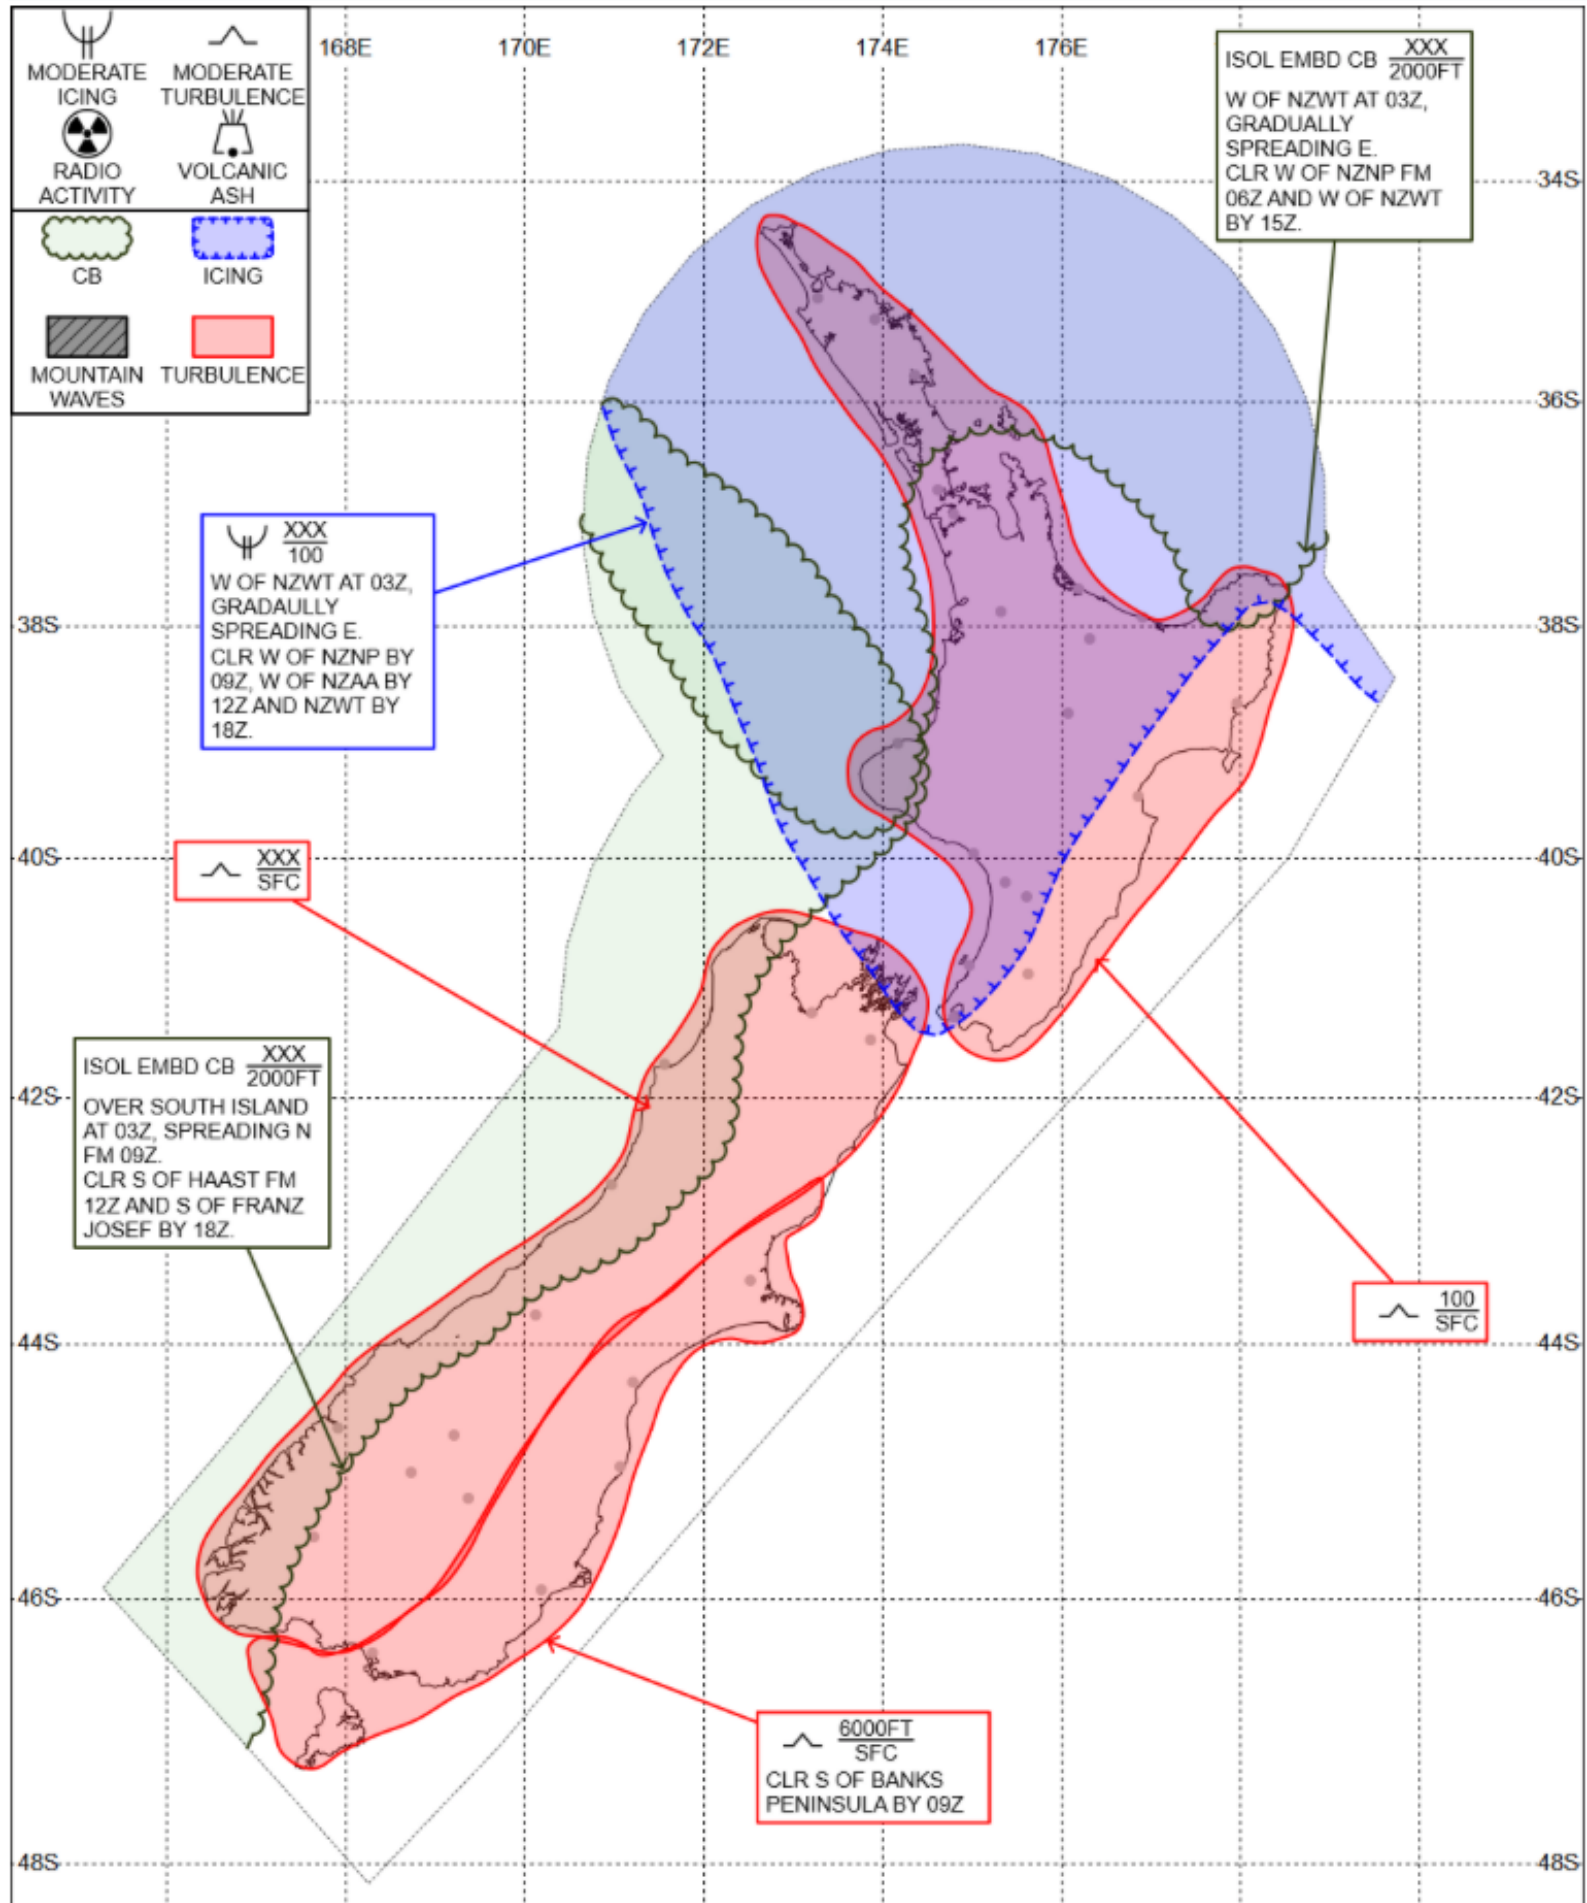 MODERATE
ICING
MODERATE
TURBULENCE
RADIO
ACTIVITY
VOLCANIC
ASH
CB
ICING
MOUNTAIN
WAVES
TURBULENCE
168E
170E
172E
174E
176E
ISOL EMBD CB XXX
2000FT
W OF NZWT AT 03Z,
GRADUALLY
SPREADING E.
CLR W OF NZNP FM
06Z AND W OF NZWT
BY 15Z.
34S
34S
36S
36S
XXX
100
W OF NZWT AT 03Z,
GRADAULLY
SPREADING E.
CLR W OF NZNP BY
09Z, W OF NZAA BY
12Z AND NZWT BY
18Z.
38S
38S
XXX
SFC
40S
40S
ISOL EMBD CB XXX
2000FT
OVER SOUTH ISLAND
AT 03Z, SPREADING N
FM 09Z.
CLR S OF HAAST FM
12Z AND S OF FRANZ
JOSEF BY 18Z.
42S
42S
100
SFC
44S
44S
46S
46S
6000FT
SFC
CLR S OF BANKS
PENINSULA BY 09Z
48S
48S